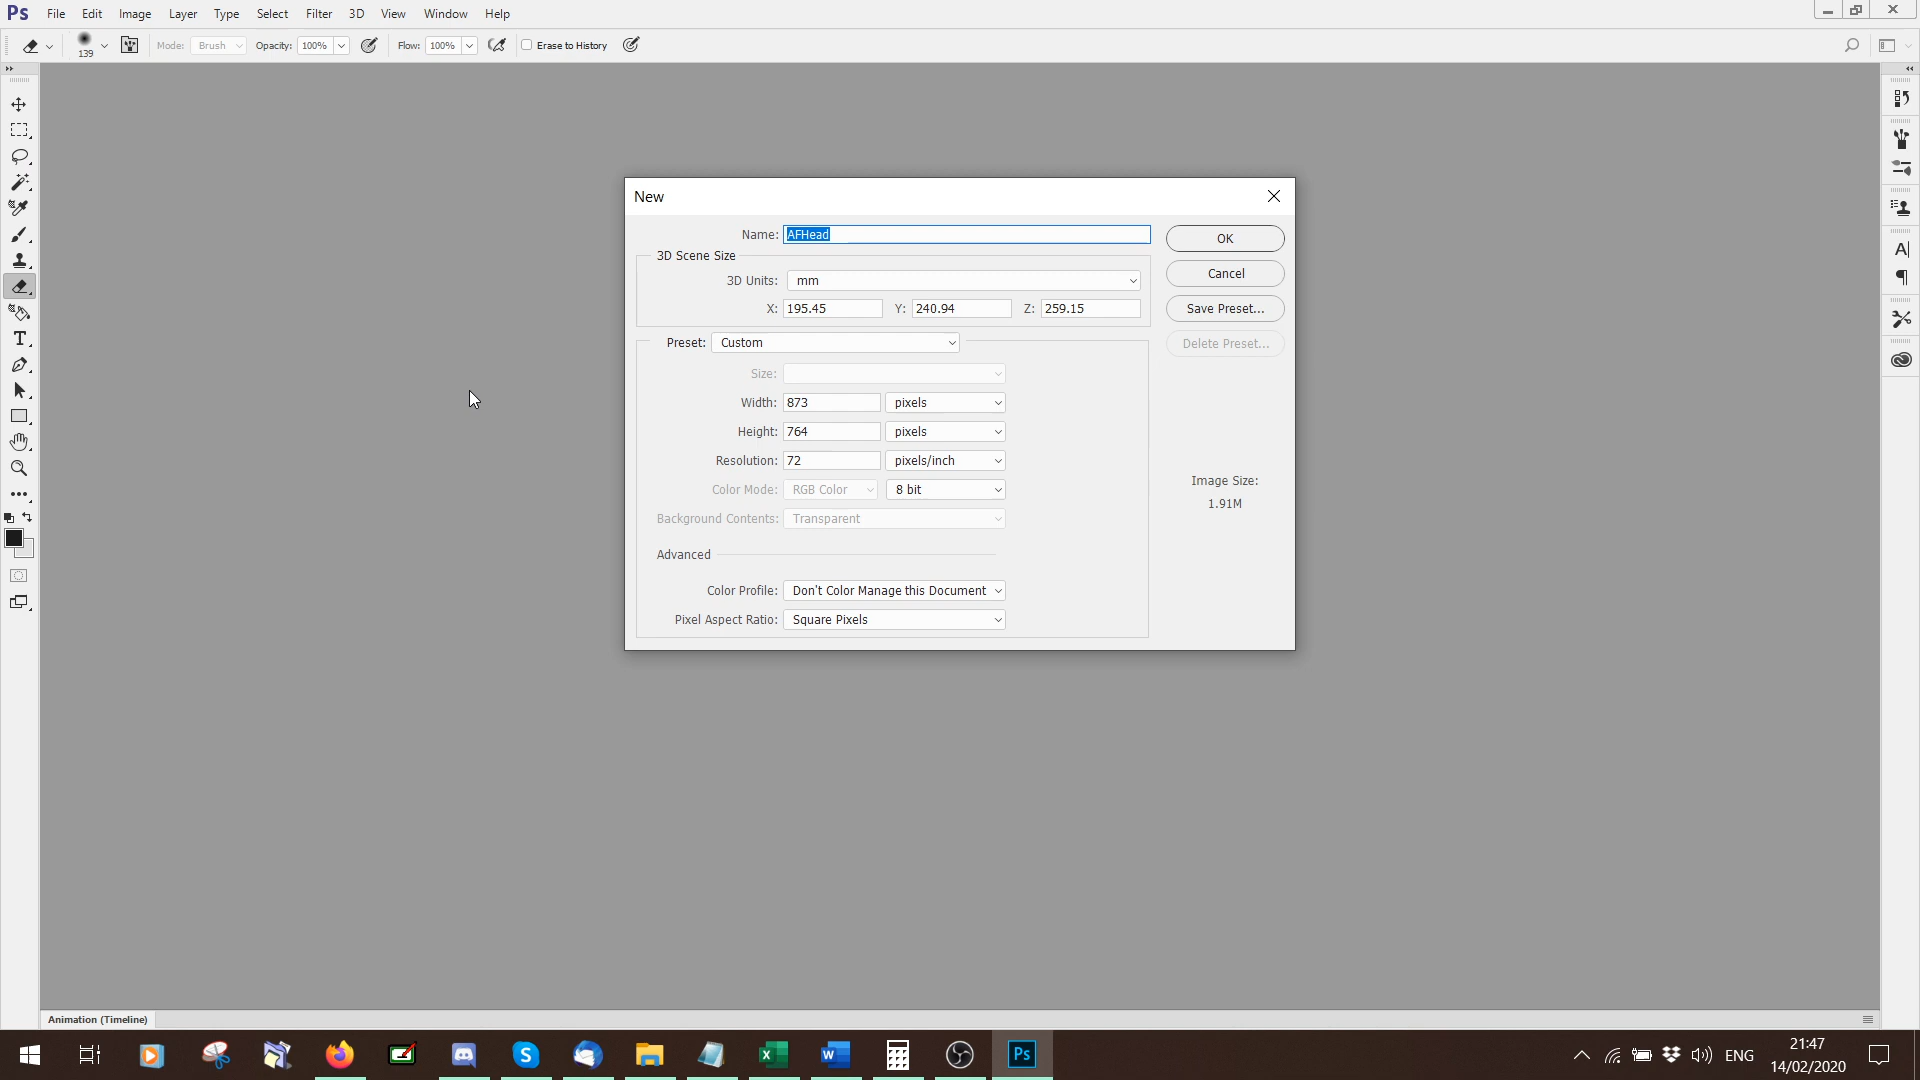 Ps File Edit Image Layer Type Select Filter 3D View Window Help
139 Mode: Brush Opacity: 100% Flow: 100% Erase to History
New
Name: AFHead
OK
3D Scene Size
Cancel
3D Units: mm
X: 195.45 Y: 240.94 Z: 259.15
Save Preset...
Preset: Custom
Delete Preset...
Size:
Width: 873 pixels
Height: 764 pixels
Resolution: 72 pixels/inch
Image Size:
Color Mode: RGB Color 8 bit
1.91M
Background Contents: Transparent
Advanced
Color Profile: Don't Color Manage this Document
Pixel Aspect Ratio: Square Pixels
Animation (Timeline)
ENG
21:47
14/02/2020
Ps